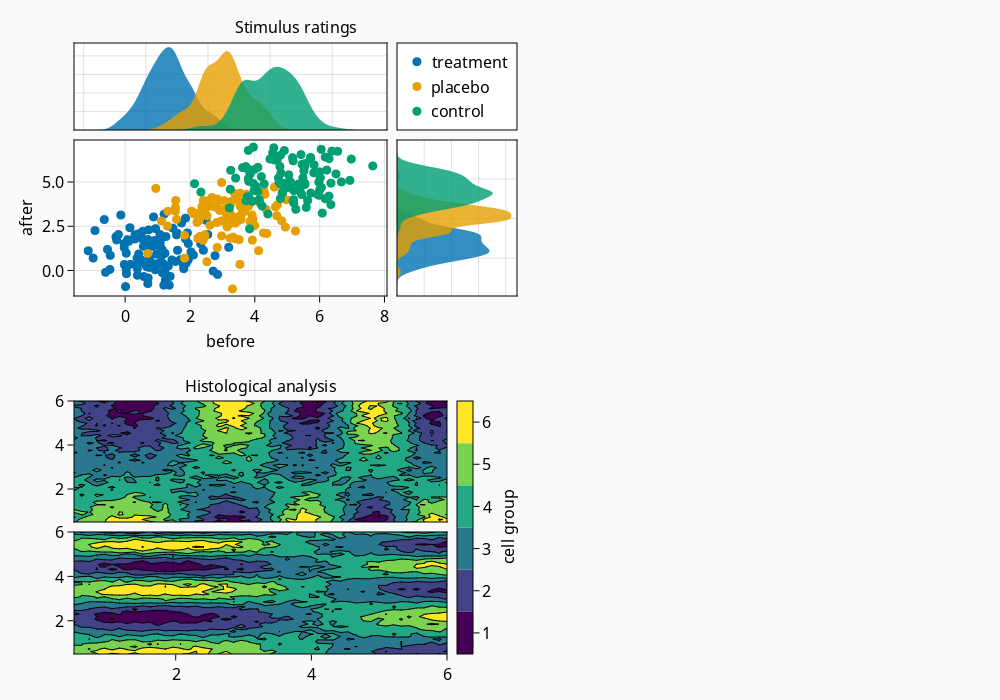 Stimulus ratings
treatment
placebo
control
after
5.0
2.5
0.0
0 2 4 6 8
before
Histological analysis
6
4
2
6
4
2
2 4 6
6
5
4
3
2
1
cell group